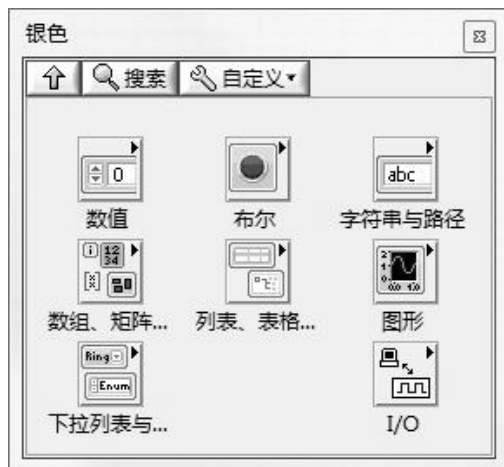 银色
搜索 自定义
0 abc
数值 布尔 字符串与路径
数组、矩阵... 列表、表格... 图形
Ring
Enum
下拉列表与... I/O